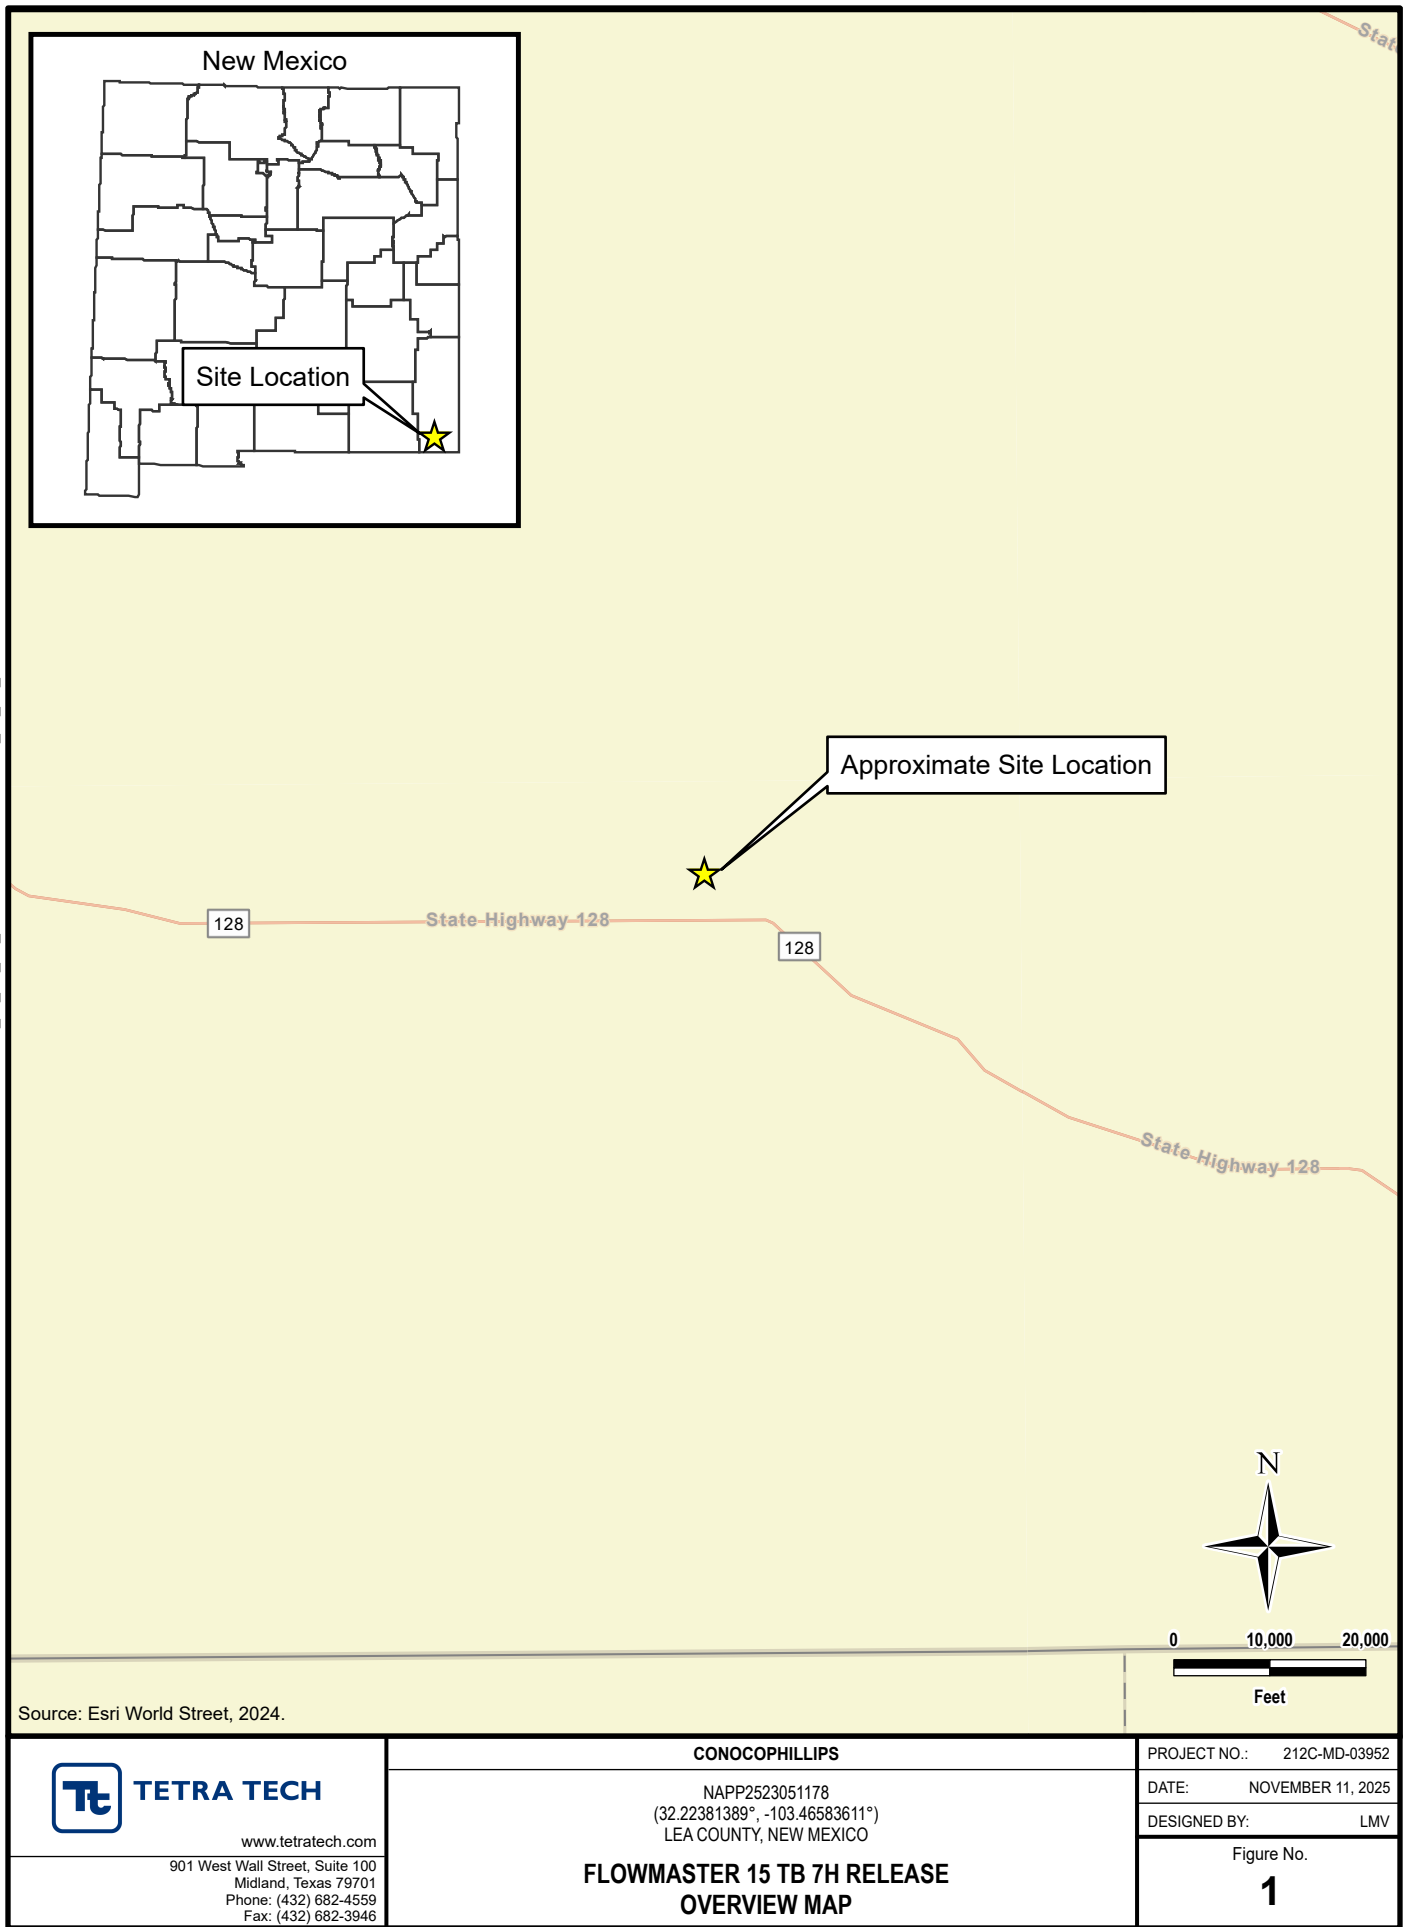 State
New Mexico
Site Location
Approximate Site Location
128
State Highway 128
128
State Highway 128
N
0 10,000 20,000
Feet
Source: Esri World Street, 2024.
Tt TETRA TECH
www.tetratech.com
901 West Wall Street, Suite 100
Midland, Texas 79701
Phone: (432) 682-4559
Fax: (432) 682-3946
CONOCOPHILLIPS
NAPP2523051178
(32.22381389°, -103.46583611°)
LEA COUNTY, NEW MEXICO
FLOWMASTER 15 TB 7H RELEASE
OVERVIEW MAP
PROJECT NO.: 212C-MD-03952
DATE: NOVEMBER 11, 2025
DESIGNED BY: LMV
Figure No.
1